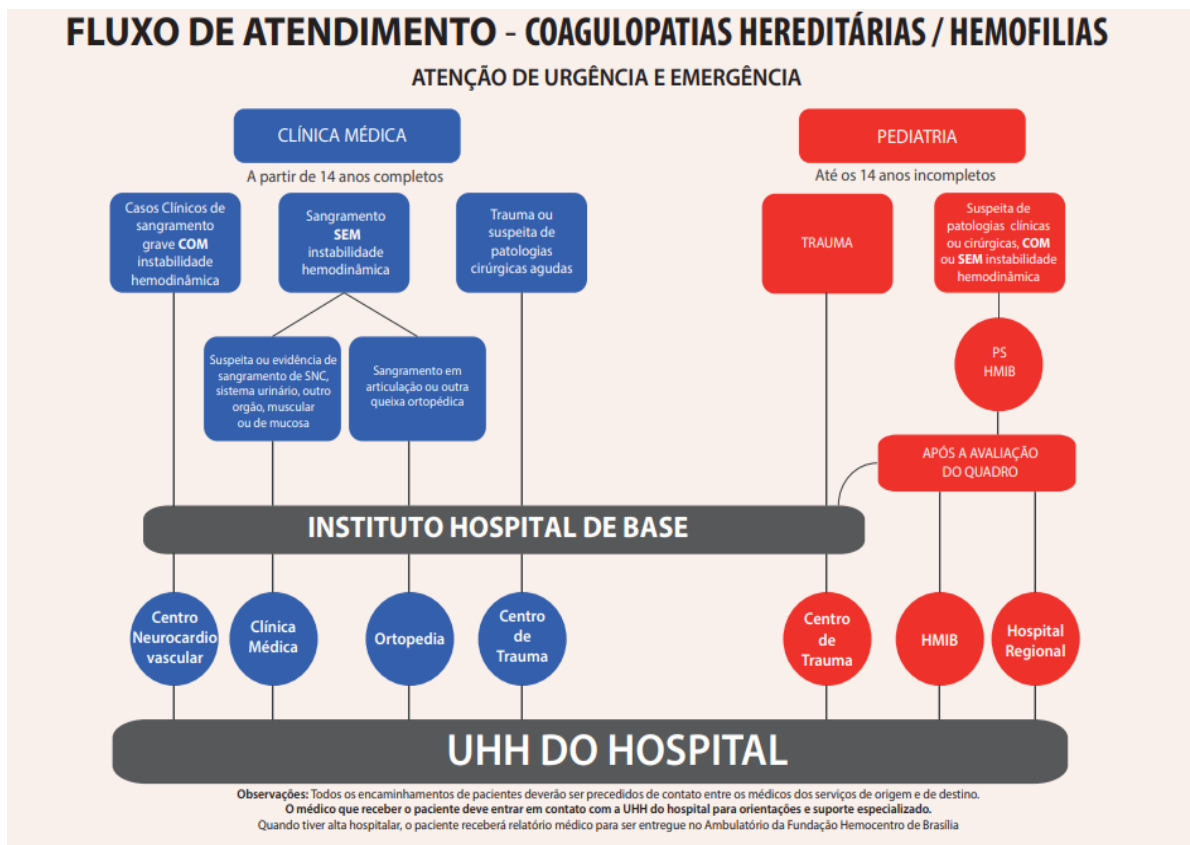 FLUXO DE ATENDIMENTO - COAGULOPATIAS HEREDITÁRIAS / HEMOFILIAS
ATENÇÃO DE URGÊNCIA E EMERGÊNCIA
CLÍNICA MÉDICA
A partir de 14 anos completos
Casos Clínicos de
sangramento
grave COM
instabilidade
hemodinâmica
Sangramento
SEM
instabilidade
hemodinâmica
Trauma ou
suspeita de
patologias
cirúrgicas agudas
Suspeita ou evidência de
sangramento de SNC,
sistema urinário, outro
orgão, muscular
ou de mucosa
Sangramento em
articulação ou outra
queixa ortopédica
PEDIATRIA
Até os 14 anos incompletos
TRAUMA
Suspeita de
patologias clínicas
ou cirúrgicas, COM
ou SEM instabilidade
hemodinâmica
PS
HMIB
APÓS A AVALIAÇÃO
DO QUADRO
INSTITUTO HOSPITAL DE BASE
Centro
Neurocardio
vascular
Clínica
Médica
Ortopedia
Centro
de
Trauma
Centro
de
Trauma
HMIB
Hospital
Regional
UHH DO HOSPITAL
Observações: Todos os encaminhamentos de pacientes deverão ser precedidos de contato entre os médicos dos serviços de origem e de destino.
O médico que receber o paciente deve entrar em contato com a UHH do hospital para orientações e suporte especializado.
Quando tiver alta hospitalar, o paciente receberá relatório médico para ser entregue no Ambulatório da Fundação Hemocentro de Brasília